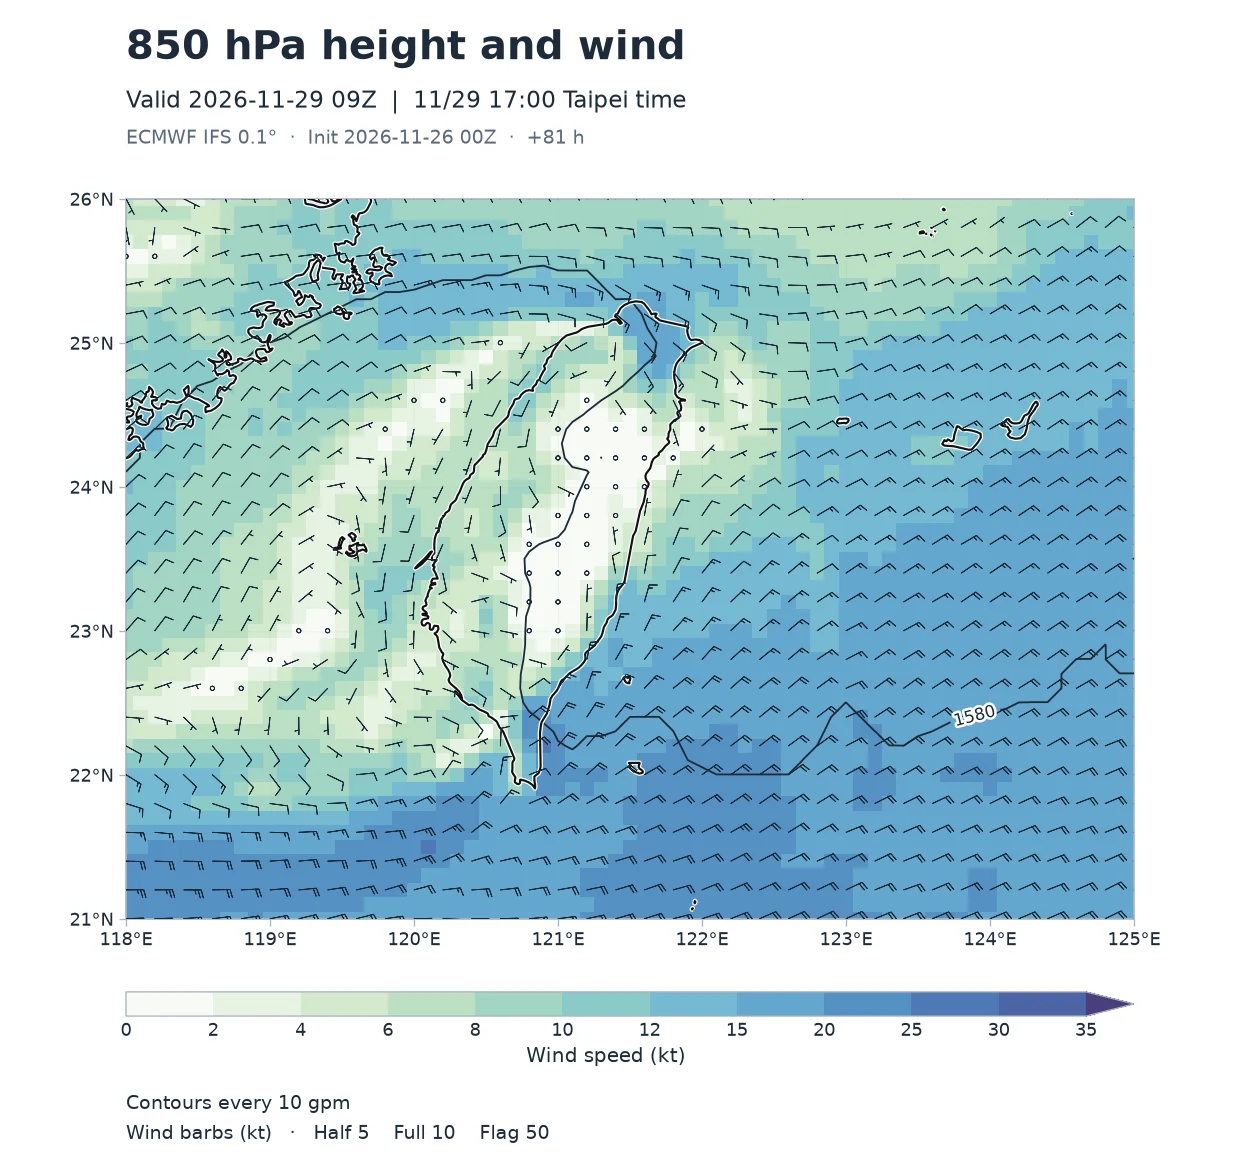 850 hPa height and wind
Valid 2026-11-29 09Z | 11/29 17:00 Taipei time
ECMWF IFS 0.1° · Init 2026-11-26 00Z · +81 h
26°N
25°N
24°N
23°N
22°N
21°N
1580
118°E 119°E 120°E 121°E 122°E 123°E 124°E 125°E
0 2 4 6 8 10 12 15 20 25 30 35
Wind speed (kt)
Contours every 10 gpm
Wind barbs (kt) · Half 5 Full 10 Flag 50